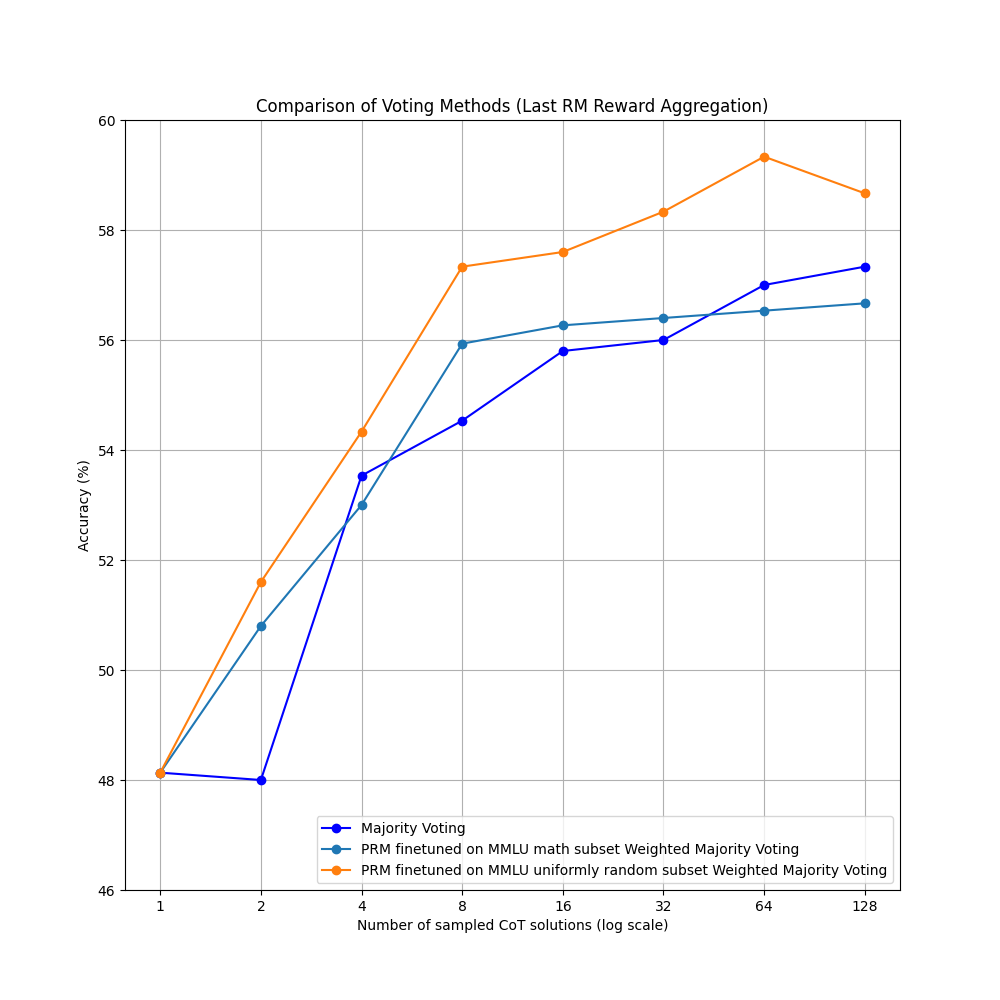 Comparison of Voting Methods (Last RM Reward Aggregation)
60
58
56
54
52
50
48
46
Accuracy (%)
Majority Voting
PRM finetuned on MMLU math subset Weighted Majority Voting
PRM finetuned on MMLU uniformly random subset Weighted Majority Voting
1 2 4 8 16 32 64 128
Number of sampled CoT solutions (log scale)